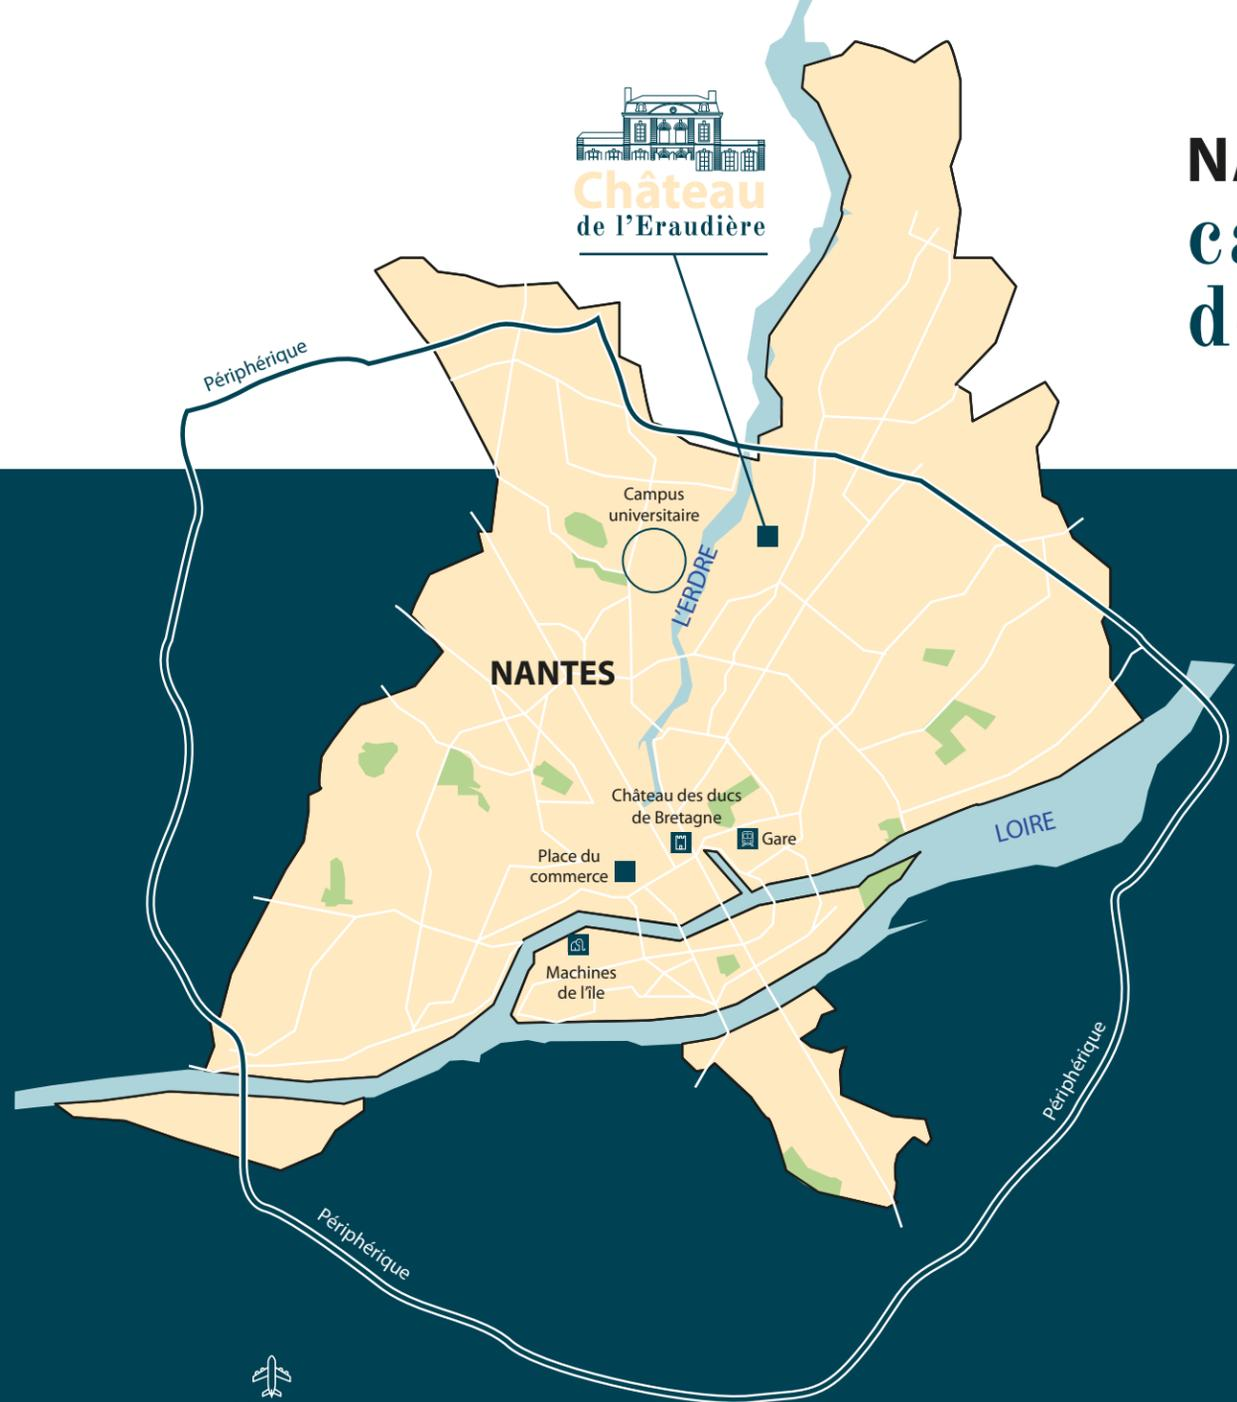 Château
de l'Eraudière
Périphérique
Campus
universitaire
L'ERDRE
NANTES
Château des ducs
de Bretagne
Gare
LOIRE
Place du
commerce
Machines
de l'île
Périphérique
Périphérique